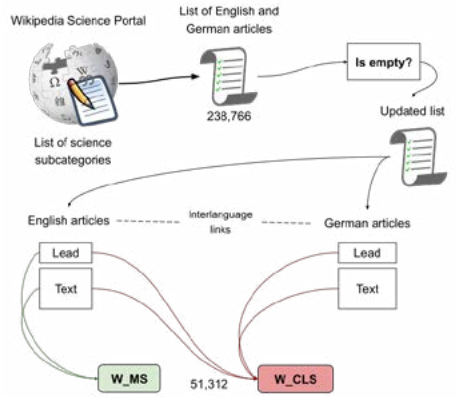 Wikipedia Science Portal
List of English and
German articles
Is empty?
238,766
Updated list
List of science
subcategories
English articles
Interlanguage
links
German articles
Lead
Lead
Text
Text
W_MS
51,312
W_CLS